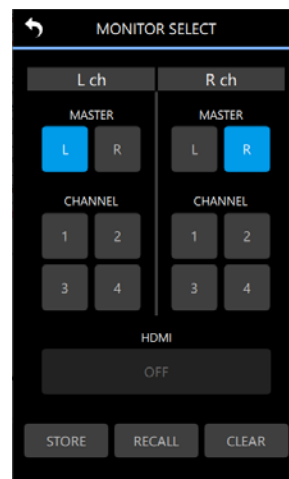 MONITOR SELECT
L ch R ch
MASTER MASTER
L R L R
CHANNEL CHANNEL
1 2 1 2
3 4 3 4
HDMI
OFF
STORE RECALL CLEAR